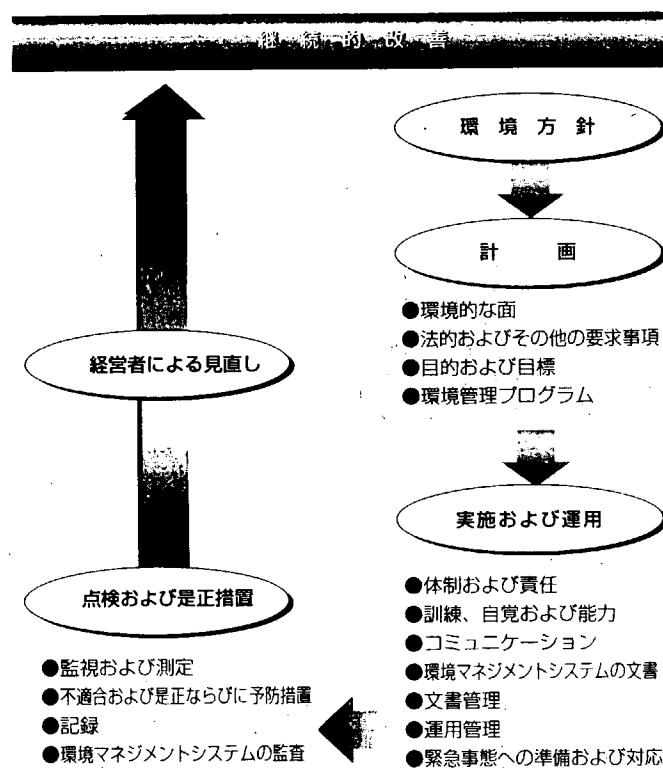 継続的改善
環境方針
計画
●環境的な面
●法的およびその他の要求事項
●目的および目標
●環境管理プログラム
実施および運用
●体制および責任
●訓練、自覚および能力
●コミュニケーション
●環境マネジメントシステムの文書
●文書管理
●運用管理
●緊急事態への準備および対応
点検および是正措置
●監視および測定
●不適合および是正ならびに予防措置
●記録
●環境マネジメントシステムの監査
経営者による見直し